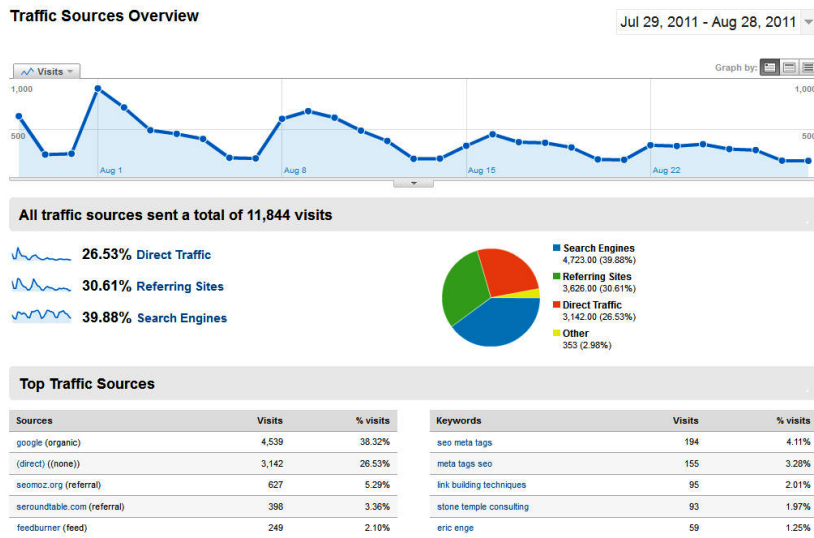 Traffic Sources Overview
Jul 29, 2011 - Aug 28, 2011
Visits
Graph by:
1,000
1,00
500
50
Aug 1
Aug 8
Aug 15
Aug 22
All traffic sources sent a total of 11,844 visits
26.53% Direct Traffic
30.61% Referring Sites
39.88% Search Engines
Search Engines
4,723.00 (39.88%)
Referring Sites
3,626.00 (30.61%)
Direct Traffic
3,142.00 (26.53%)
Other
353 (2.98%)
Top Traffic Sources
Sources Visits % visits
google (organic) 4,539 38.32%
(direct) ((none)) 3,142 26.53%
seomoz.org (referral) 627 5.29%
seroundtable.com (referral) 398 3.36%
feedburner (feed) 249 2.10%
Keywords Visits % visits
seo meta tags 194 4.11%
meta tags seo 155 3.28%
link building techniques 95 2.01%
stone temple consulting 93 1.97%
eric enge 59 1.25%